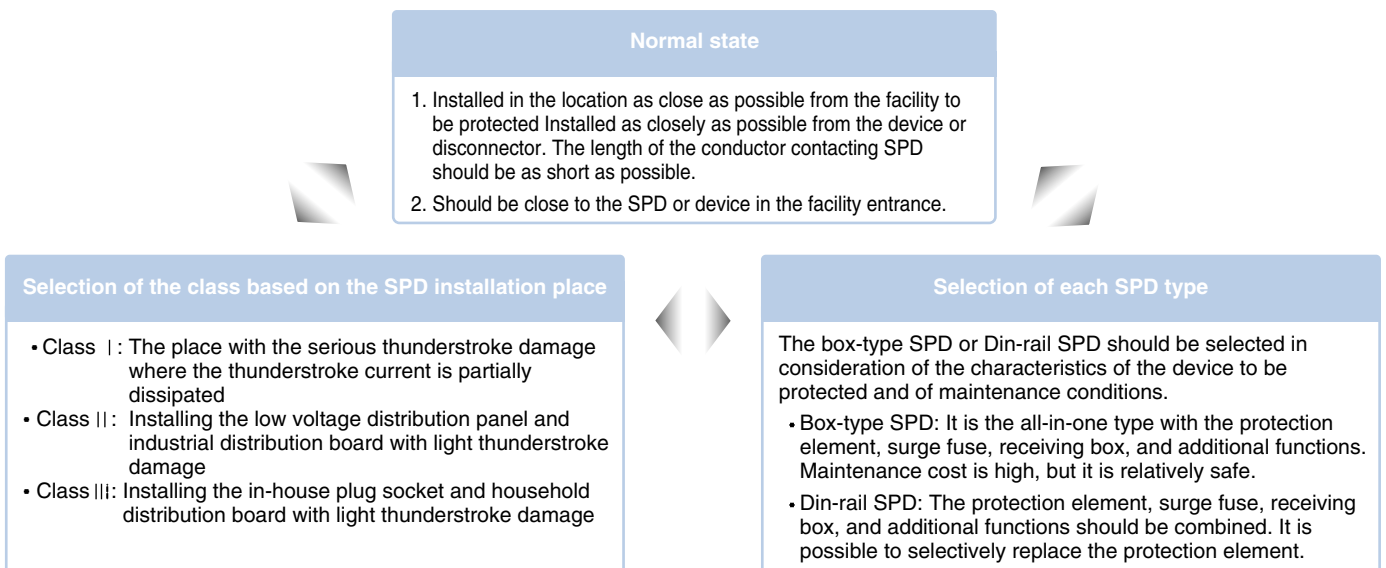 Normal state
1. Installed in the location as close as possible from the facility to
be protected Installed as closely as possible from the device or
disconnector. The length of the conductor contacting SPD
should be as short as possible.
2. Should be close to the SPD or device in the facility entrance.
Selection of the class based on the SPD installation place
• Class I: The place with the serious thunderstroke damage
where the thunderstroke current is partially
dissipated
• Class II: Installing the low voltage distribution panel and
industrial distribution board with light thunderstroke
damage
• Class III: Installing the in-house plug socket and household
distribution board with light thunderstroke damage
Selection of each SPD type
The box-type SPD or Din-rail SPD should be selected in
consideration of the characteristics of the device to be
protected and of maintenance conditions.
• Box-type SPD: It is the all-in-one type with the protection
element, surge fuse, receiving box, and additional functions.
Maintenance cost is high, but it is relatively safe.
• Din-rail SPD: The protection element, surge fuse, receiving
box, and additional functions should be combined. It is
possible to selectively replace the protection element.